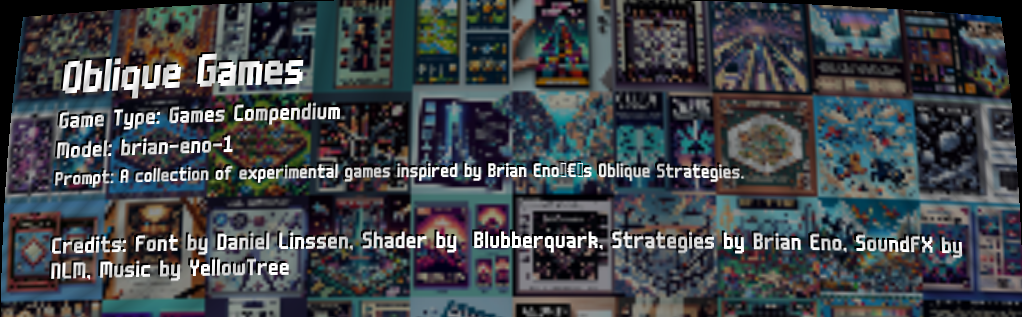 Oblique Games
Game Type: Games Compendium
Model: brian-eno-1
Prompt: A collection of experimental games inspired by Brian Eno▯€▯s Oblique Strategies.
Credits: Font by Daniel Linssen, Shader by Blubberquark, Strategies by Brian Eno, SoundFX by
NLM, Music by YellowTree